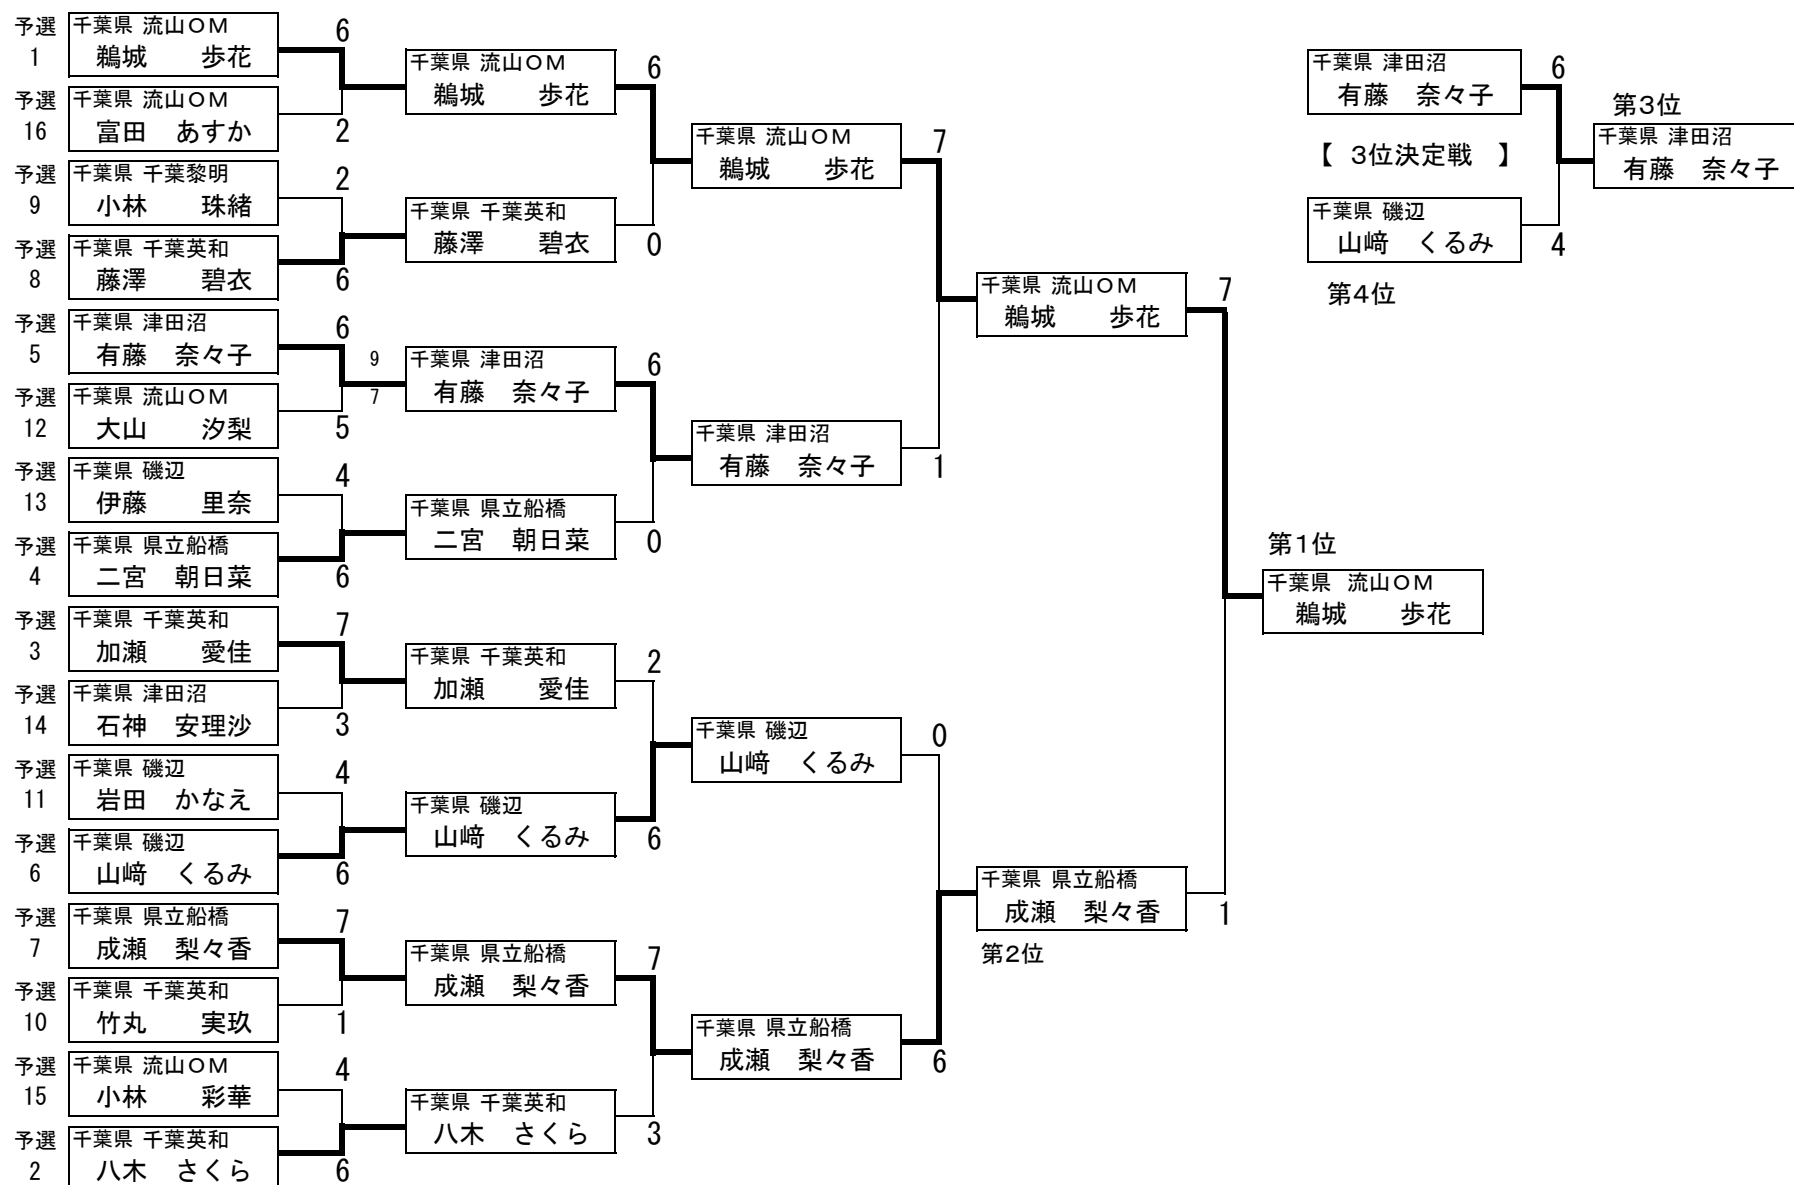 予選
1
千葉県 流山ＯＭ
鵜城　　歩花
6
予選
16
千葉県 流山ＯＭ
富田　あすか
2
予選
9
千葉県 千葉黎明
小林　　珠緒
2
予選
8
千葉県 千葉英和
藤澤　　碧衣
6
予選
5
千葉県 津田沼
有藤　奈々子
6
9
7
予選
12
千葉県 流山ＯＭ
大山　　汐梨
5
予選
13
千葉県 磯辺
伊藤　　里奈
4
予選
4
千葉県 県立船橋
二宮　朝日菜
6
予選
3
千葉県 千葉英和
加瀬　　愛佳
7
予選
14
千葉県 津田沼
石神　安理沙
3
予選
11
千葉県 磯辺
岩田　かなえ
4
予選
6
千葉県 磯辺
山﨑　くるみ
6
予選
7
千葉県 県立船橋
成瀬　梨々香
7
予選
10
千葉県 千葉英和
竹丸　　実玖
1
予選
15
千葉県 流山ＯＭ
小林　　彩華
4
予選
2
千葉県 千葉英和
八木　さくら
6
千葉県 流山ＯＭ
鵜城　　歩花
6
千葉県 千葉英和
藤澤　　碧衣
0
千葉県 津田沼
有藤　奈々子
6
千葉県 県立船橋
二宮　朝日菜
0
千葉県 千葉英和
加瀬　　愛佳
2
千葉県 磯辺
山﨑　くるみ
6
千葉県 県立船橋
成瀬　梨々香
7
千葉県 千葉英和
八木　さくら
3
千葉県 流山ＯＭ
鵜城　　歩花
7
千葉県 津田沼
有藤　奈々子
1
千葉県 磯辺
山﨑　くるみ
0
千葉県 県立船橋
成瀬　梨々香
6
千葉県 流山ＯＭ
鵜城　　歩花
7
千葉県 県立船橋
成瀬　梨々香
1
第２位
第１位
千葉県 流山ＯＭ
鵜城　　歩花
千葉県 津田沼
有藤　奈々子
6
【 ３位決定戦 】
千葉県 磯辺
山﨑　くるみ
4
第４位
第３位
千葉県 津田沼
有藤　奈々子